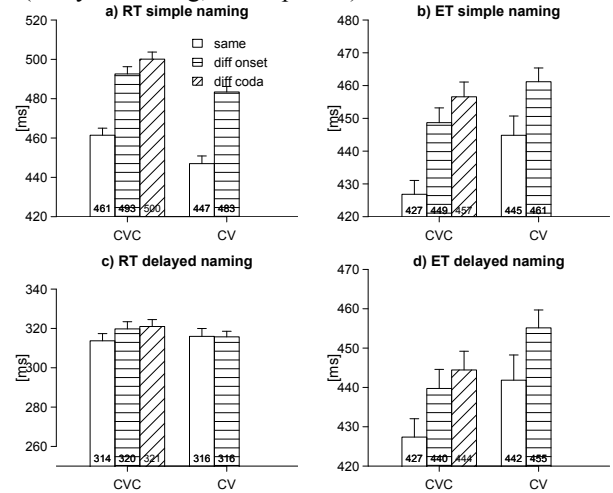 a) RT simple naming
500
480
460
440
420
[ms]
same
diff onset
diff coda
461 493 500 447 483
CVC CV
b) ET simple naming
480
470
460
450
440
430
420
[ms]
427 449 457 445 461
CVC CV
c) RT delayed naming
340
320
300
280
260
[ms]
314 320 321 316 316
CVC CV
d) ET delayed naming
470
460
450
440
430
420
[ms]
427 440 444 442 455
CVC CV